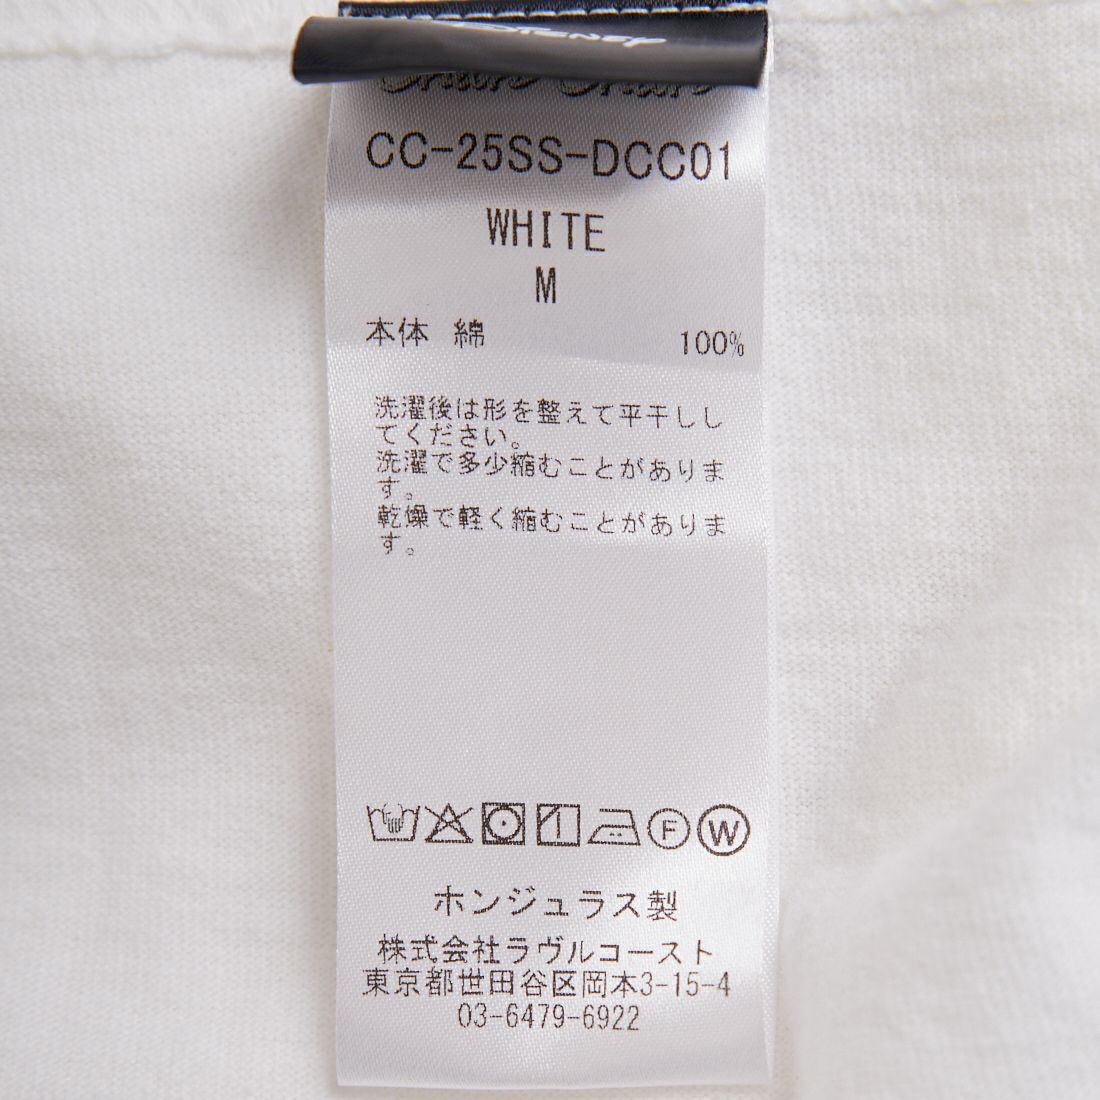 Disney
CC-25SS-DCC01
WHITE
M
本体 綿 100%
洗濯後は形を整えて平干しし
てください。
洗濯で多少縮むことがありま
す。
乾燥で軽く縮むことがありま
す。
1 F W
ホンジュラス製
株式会社ラヴルコースト
東京都世田谷区岡本3-15-4
03-6479-6922